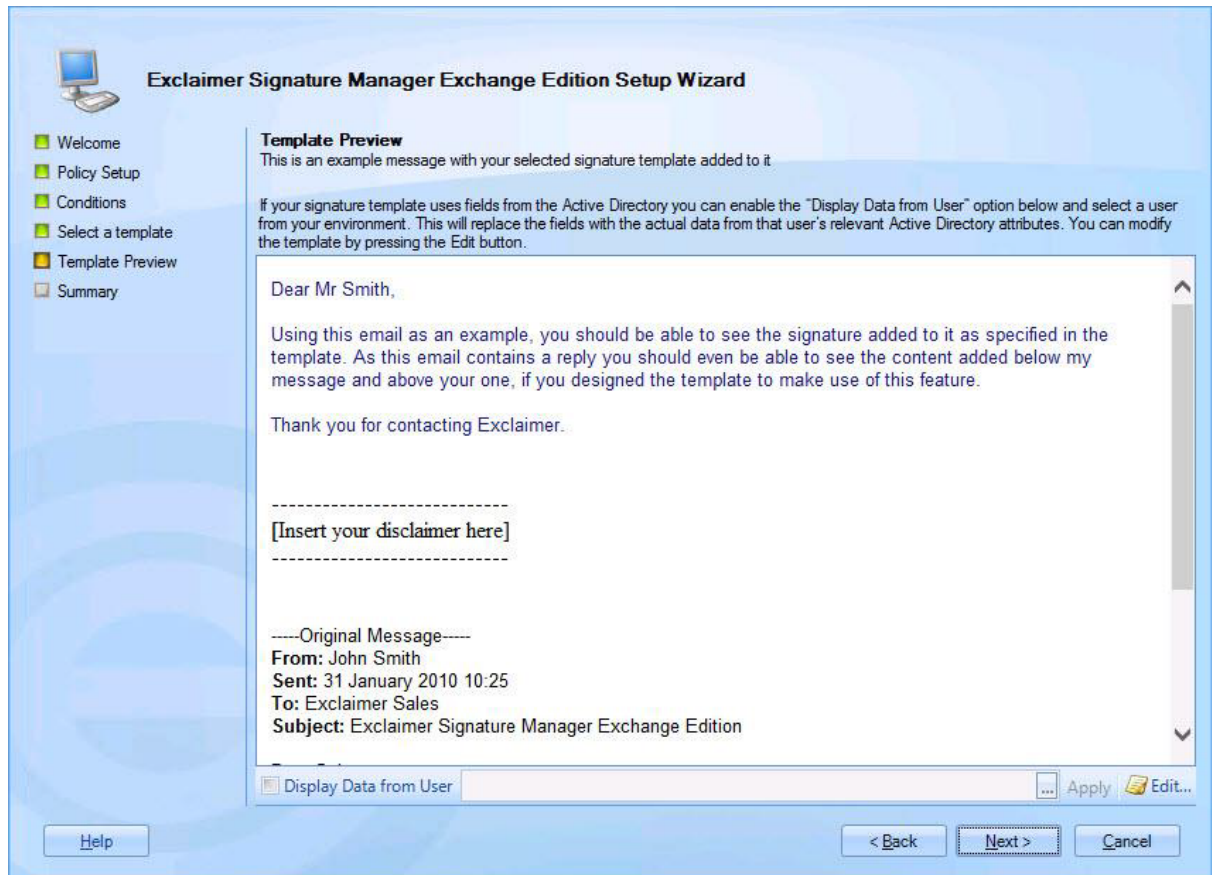 Exclaimer Signature Manager Exchange Edition Setup Wizard
Welcome
Policy Setup
Conditions
Select a template
Template Preview
Summary
Template Preview
This is an example message with your selected signature template added to it
If your signature template uses fields from the Active Directory you can enable the "Display Data from User" option below and select a user
from your environment. This will replace the fields with the actual data from that user's relevant Active Directory attributes. You can modify
the template by pressing the Edit button.
Dear Mr Smith,
Using this email as an example, you should be able to see the signature added to it as specified in the
template. As this email contains a reply you should even be able to see the content added below my
message and above your one, if you designed the template to make use of this feature.
Thank you for contacting Exclaimer.
----------------------------
[Insert your disclaimer here]
----------------------------
-----Original Message-----
From: John Smith
Sent: 31 January 2010 10:25
To: Exclaimer Sales
Subject: Exclaimer Signature Manager Exchange Edition
Display Data from User
... Apply Edit...
Help
< Back Next > Cancel